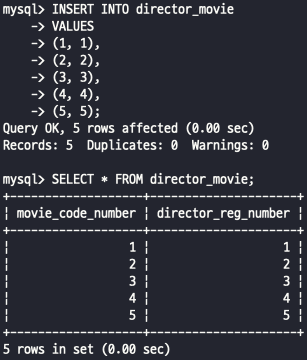 mysql> INSERT INTO director_movie
    -> VALUES
    -> (1, 1),
    -> (2, 2),
    -> (3, 3),
    -> (4, 4),
    -> (5, 5);
Query OK, 5 rows affected (0.00 sec)
Records: 5  Duplicates: 0  Warnings: 0

mysql> SELECT * FROM director_movie;
+-------------------+---------------------+
| movie_code_number | director_reg_number |
+-------------------+---------------------+
|                 1 |                   1 |
|                 2 |                   2 |
|                 3 |                   3 |
|                 4 |                   4 |
|                 5 |                   5 |
+-------------------+---------------------+
5 rows in set (0.00 sec)